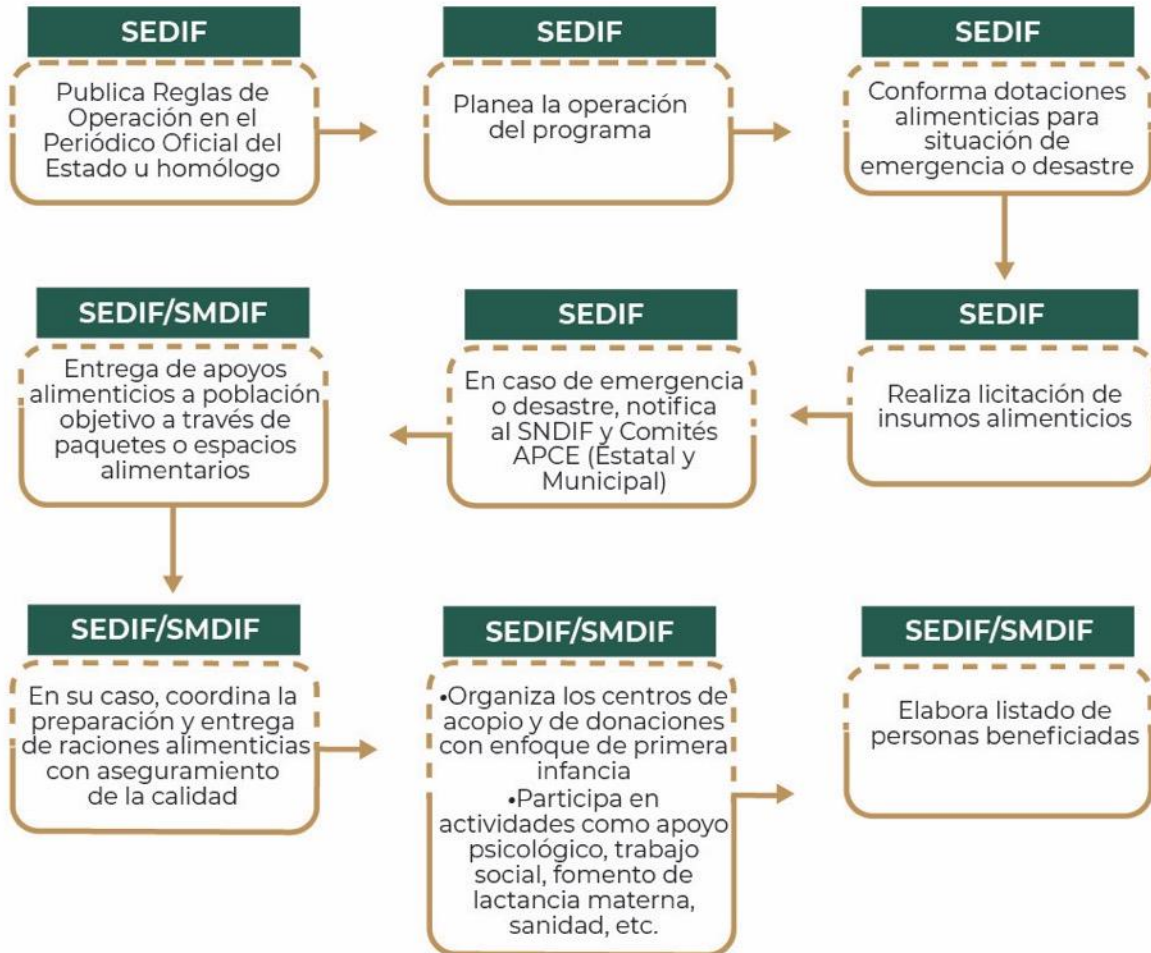 SEDIF
Publica Reglas de
Operación en el
Periódico Oficial del
Estado u homólogo
SEDIF
Planea la operación
del programa
SEDIF
Conforma dotaciones
alimenticias para
situación de
emergencia o desastre
SEDIF
Realiza licitación de
insumos alimenticios
SEDIF
En caso de emergencia
o desastre, notifica
al SNDIF y Comités
APCE (Estatal y
Municipal)
SEDIF/SMDIF
Entrega de apoyos
alimenticios a población
objetivo a través de
paquetes o espacios
alimentarios
SEDIF/SMDIF
En su caso, coordina la
preparación y entrega
de raciones alimenticias
con aseguramiento
de la calidad
SEDIF/SMDIF
•Organiza los centros de
acopio y de donaciones
con enfoque de primera
infancia
•Participa en
actividades como apoyo
psicológico, trabajo
social, fomento de
lactancia materna,
sanidad, etc.
SEDIF/SMDIF
Elabora listado de
personas beneficiadas